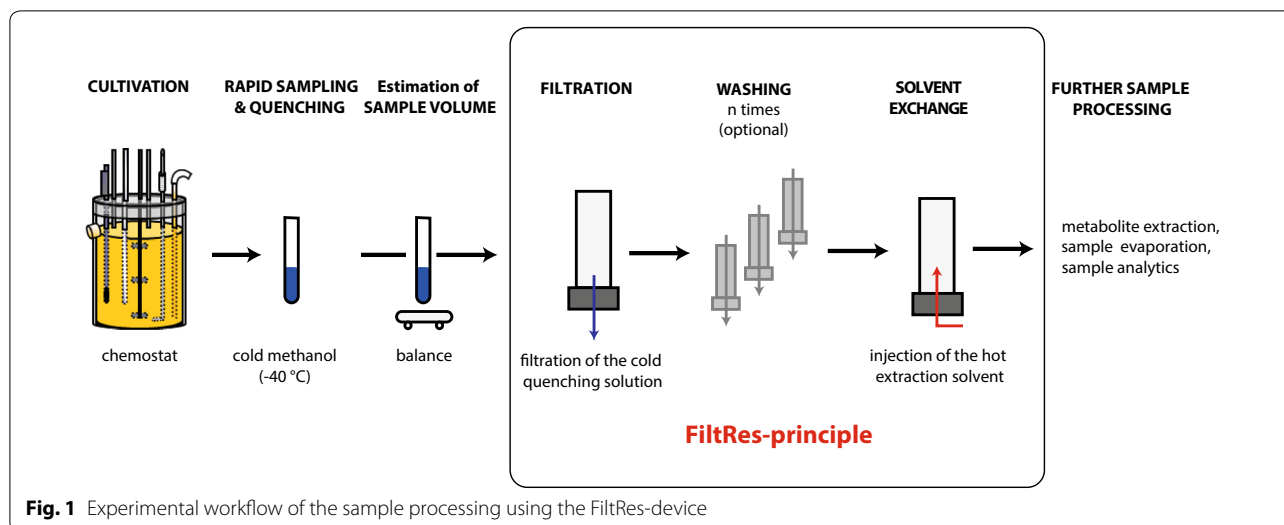 CULTIVATION
chemostat
RAPID SAMPLING
& QUENCHING
cold methanol
(-40 °C)
Estimation of
SAMPLE VOLUME
balance
FILTRATION
filtration of the cold
quenching solution
WASHING
n times
(optional)
SOLVENT
EXCHANGE
injection of the hot
extraction solvent
FiltRes-principle
FURTHER SAMPLE
PROCESSING
metabolite extraction,
sample evaporation,
sample analytics
Fig. 1 Experimental workflow of the sample processing using the FiltRes-device